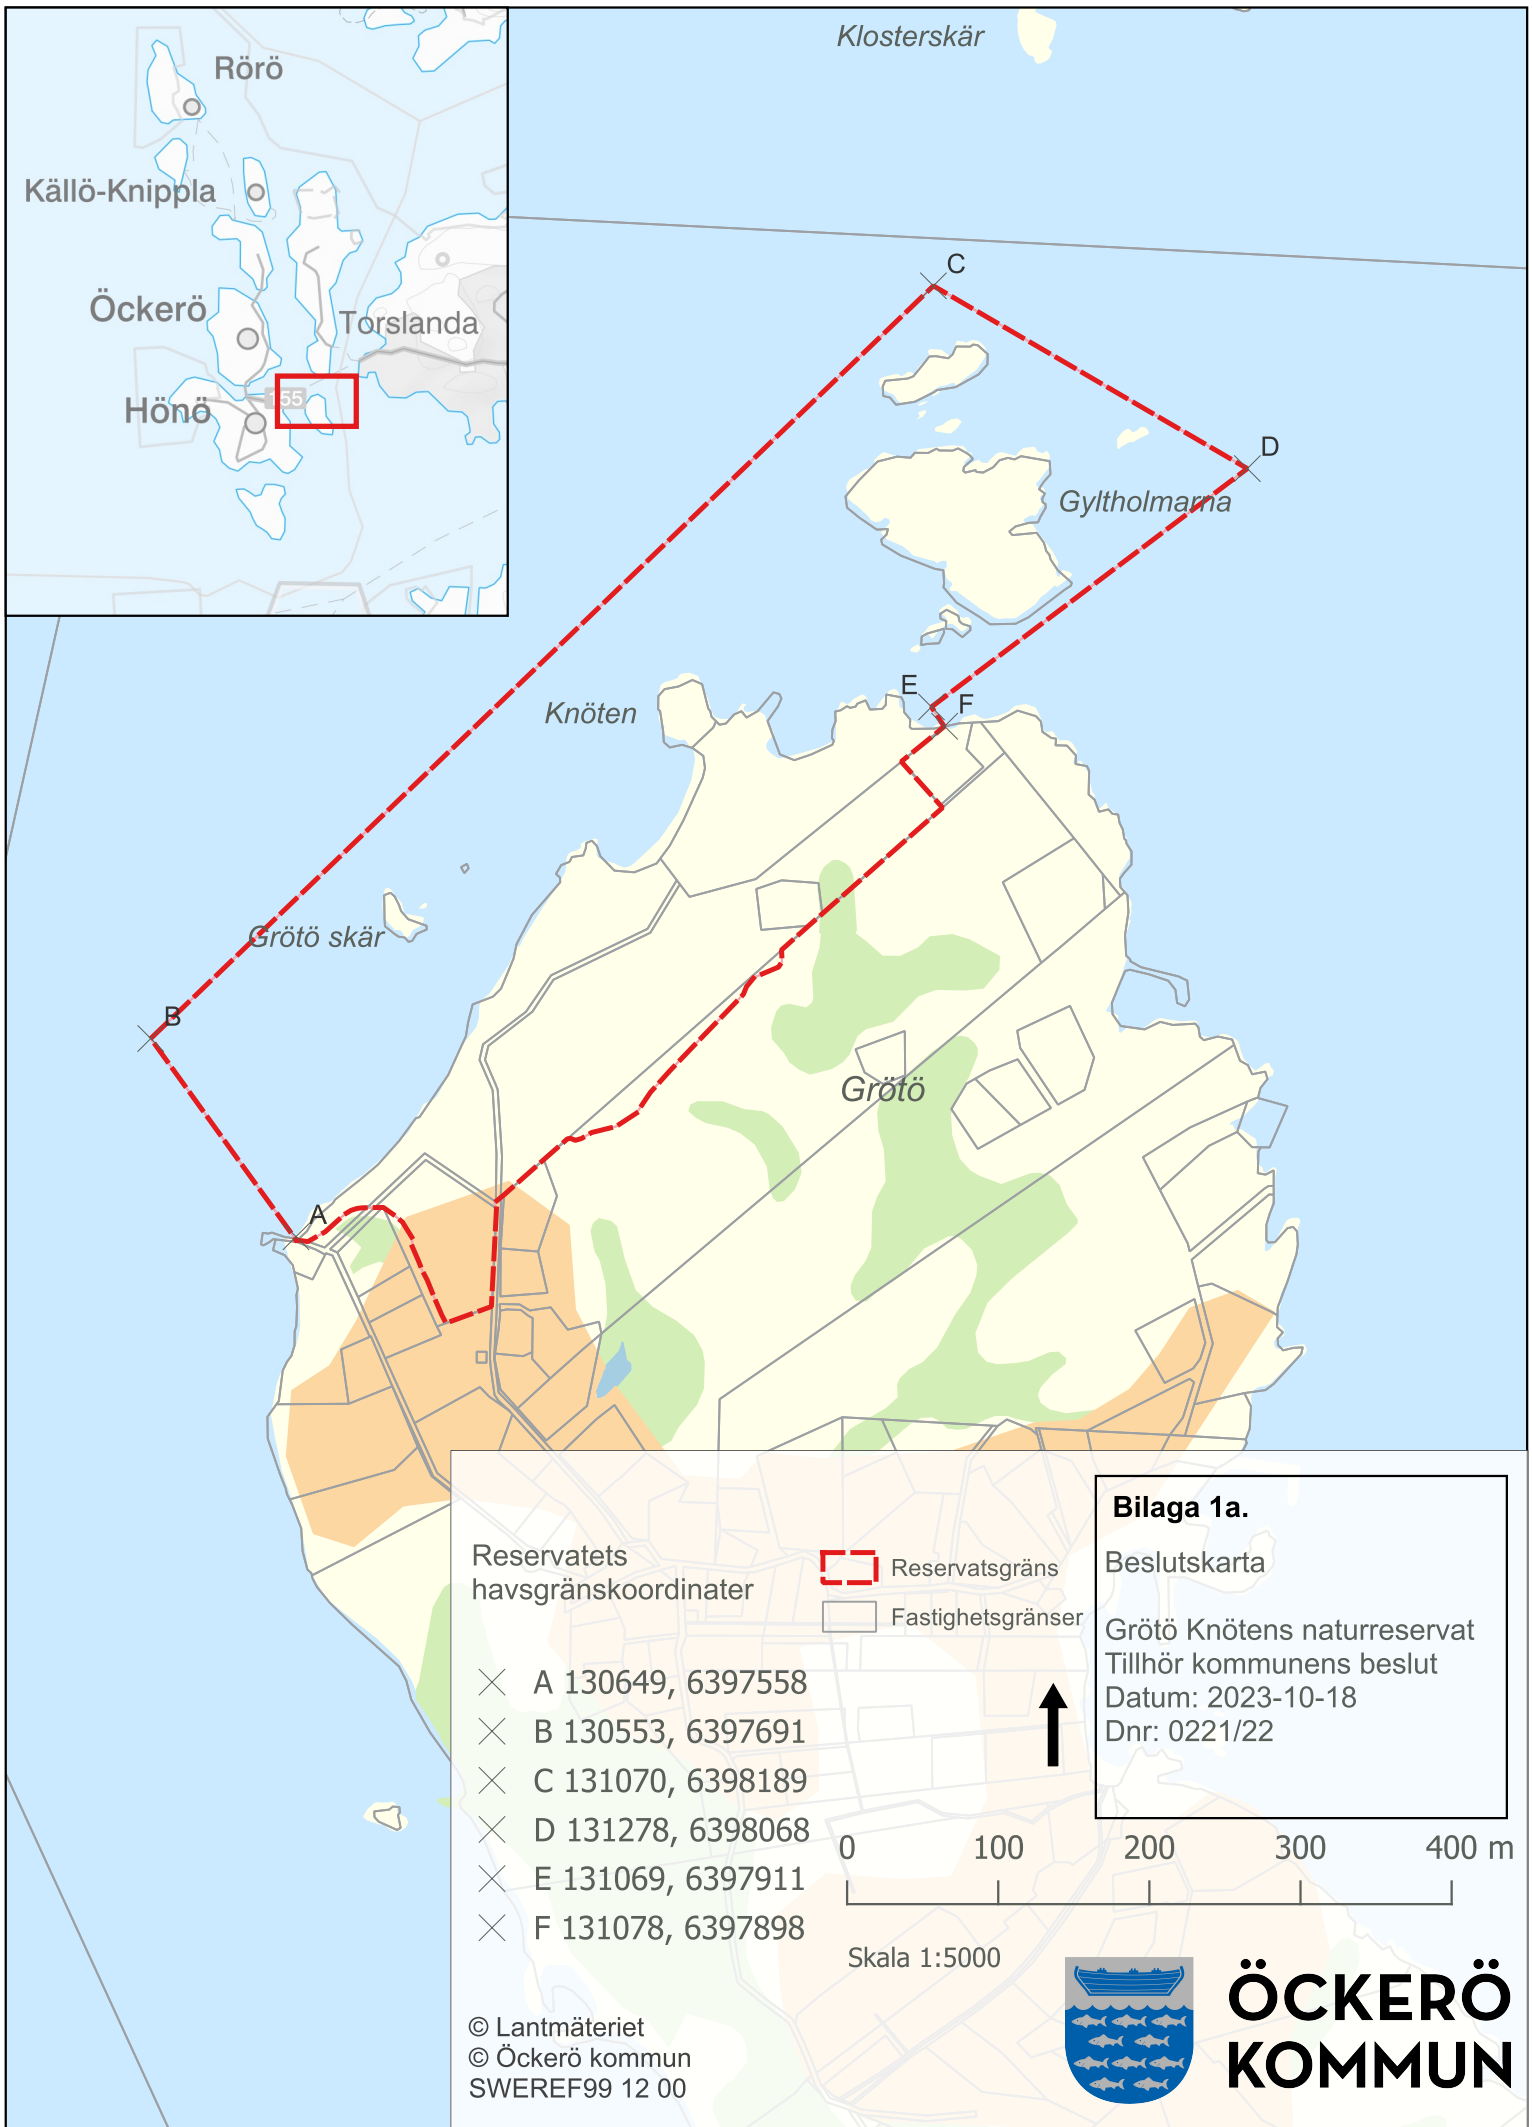 Klosterskär
Rörö
Källö-Knippla
Öckerö
Torslanda
155
Hönö
C
D
Gyltholmarna
E
F
Knöten
Grötö skär
B
Grötö
A
Reservatets
havsgränskoordinater
A 130649, 6397558
B 130553, 6397691
C 131070, 6398189
D 131278, 6398068
E 131069, 6397911
F 131078, 6397898
© Lantmäteriet
© Öckerö kommun
SWEREF99 12 00
Reservatsgräns
Fastighetsgränser
Bilaga 1a.
Beslutskarta
Grötö Knötens naturreservat
Tillhör kommunens beslut
Datum: 2023-10-18
Dnr: 0221/22
0 100 200 300 400 m
Skala 1:5000
ÖCKERÖ
KOMMUN